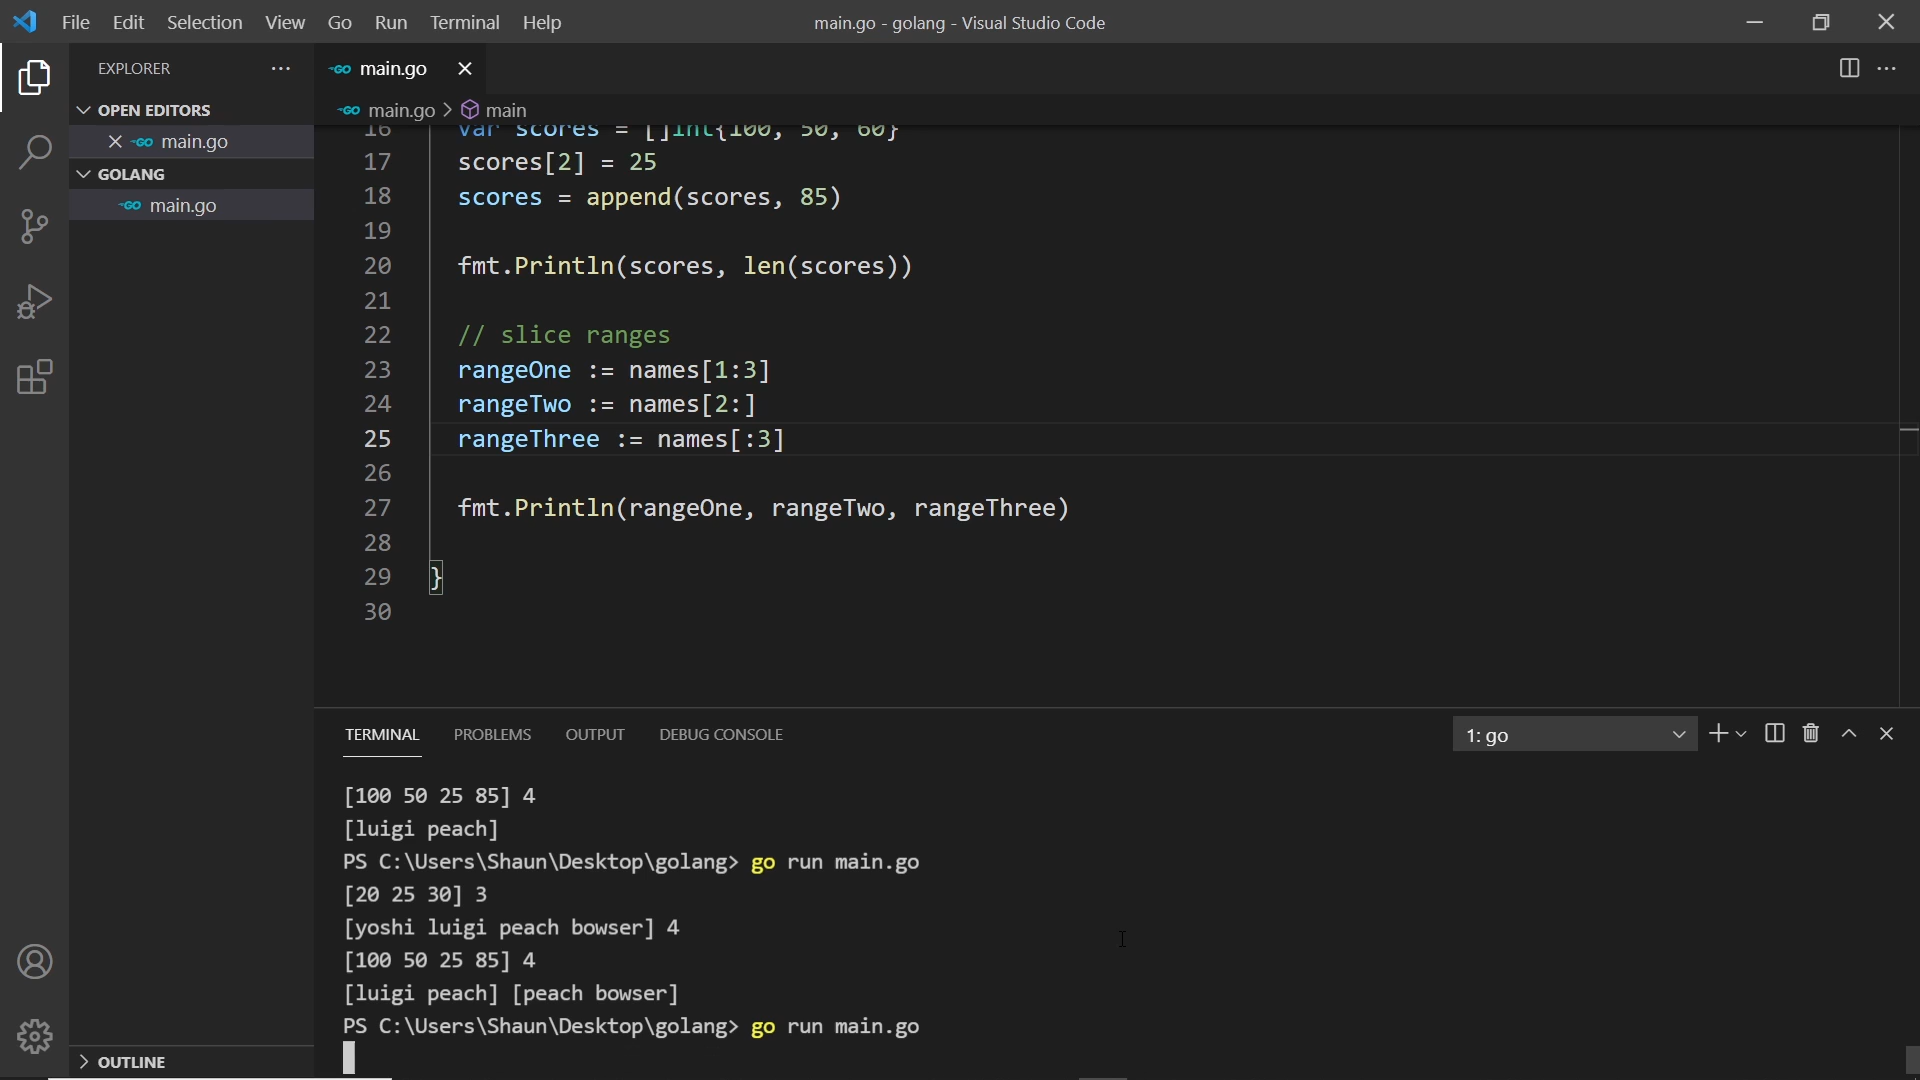 File Edit Selection View Go Run Terminal Help
main.go - golang - Visual Studio Code
EXPLORER
main.go
OPEN EDITORS
main.go > main
main.go
GOLANG
main.go
16 var scores = []int{100, 50, 60}
17 scores[2] = 25
18 scores = append(scores, 85)
19
20 fmt.Println(scores, len(scores))
21
22 // slice ranges
23 rangeOne := names[1:3]
24 rangeTwo := names[2:]
25 rangeThree := names[:3]
26
27 fmt.Println(rangeOne, rangeTwo, rangeThree)
28
29 }
30
TERMINAL PROBLEMS OUTPUT DEBUG CONSOLE
1: go
[100 50 25 85] 4
[luigi peach]
PS C:\Users\Shaun\Desktop\golang> go run main.go
[20 25 30] 3
[yoshi luigi peach bowser] 4
[100 50 25 85] 4
[luigi peach] [peach bowser]
PS C:\Users\Shaun\Desktop\golang> go run main.go
OUTLINE